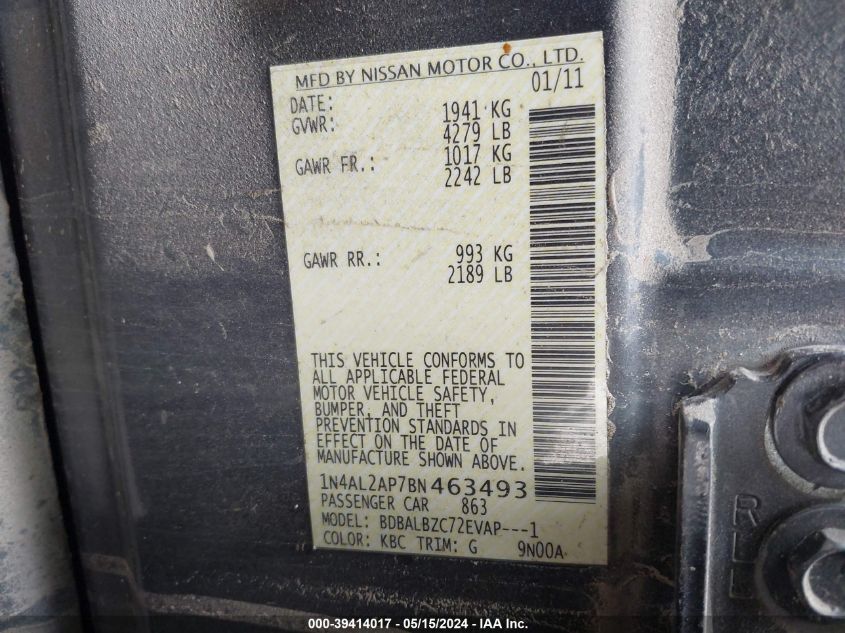 MFD BY NISSAN MOTOR CO., LTD.
DATE: 01/11
GVWR: 1941 KG
4279 LB
GAWR FR.: 1017 KG
2242 LB
GAWR RR.: 993 KG
2189 LB
THIS VEHICLE CONFORMS TO
ALL APPLICABLE FEDERAL
MOTOR VEHICLE SAFETY,
BUMPER, AND THEFT
PREVENTION STANDARDS IN
EFFECT ON THE DATE OF
MANUFACTURE SHOWN ABOVE.
1N4AL2AP7BN463493
PASSENGER CAR 863
MODEL: BDBALBZC72EVAP---1
COLOR: KBC TRIM: G 9N00A
000-39414017 - 05/15/2024 - IAA Inc.